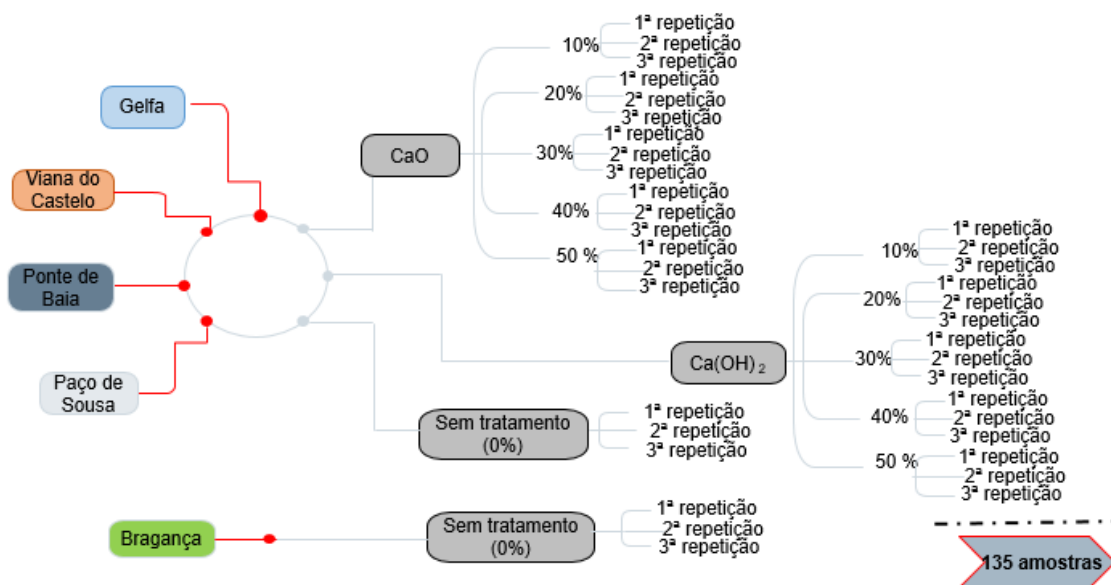 Gelfa
Viana do
Castelo
Ponte de
Baia
Paço de
Sousa
CaO
10%
1ª repetição
2ª repetição
3ª repetição
20%
1ª repetição
2ª repetição
3ª repetição
30%
1ª repetição
2ª repetição
3ª repetição
40%
1ª repetição
2ª repetição
3ª repetição
50 %
1ª repetição
2ª repetição
3ª repetição
Ca(OH) ₂
10%
1ª repetição
2ª repetição
3ª repetição
20%
1ª repetição
2ª repetição
3ª repetição
30%
1ª repetição
2ª repetição
3ª repetição
40%
1ª repetição
2ª repetição
3ª repetição
50 %
1ª repetição
2ª repetição
3ª repetição
Sem tratamento
(0%)
1ª repetição
2ª repetição
3ª repetição
Bragança
Sem tratamento
(0%)
1ª repetição
2ª repetição
3ª repetição
135 amostras